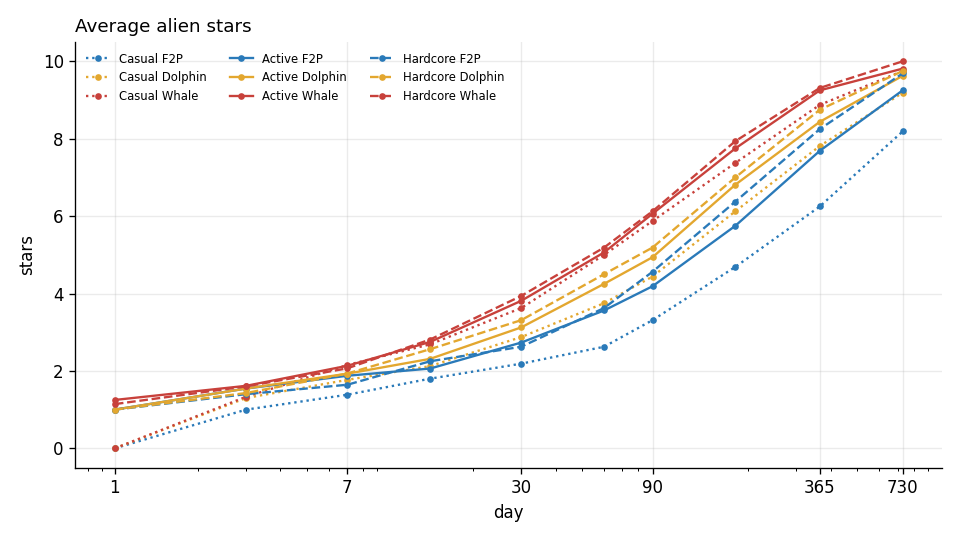 Average alien stars
Casual F2P
Casual Dolphin
Casual Whale
Active F2P
Active Dolphin
Active Whale
Hardcore F2P
Hardcore Dolphin
Hardcore Whale
stars
10
8
6
4
2
0
1 7 30 90 365 730
day